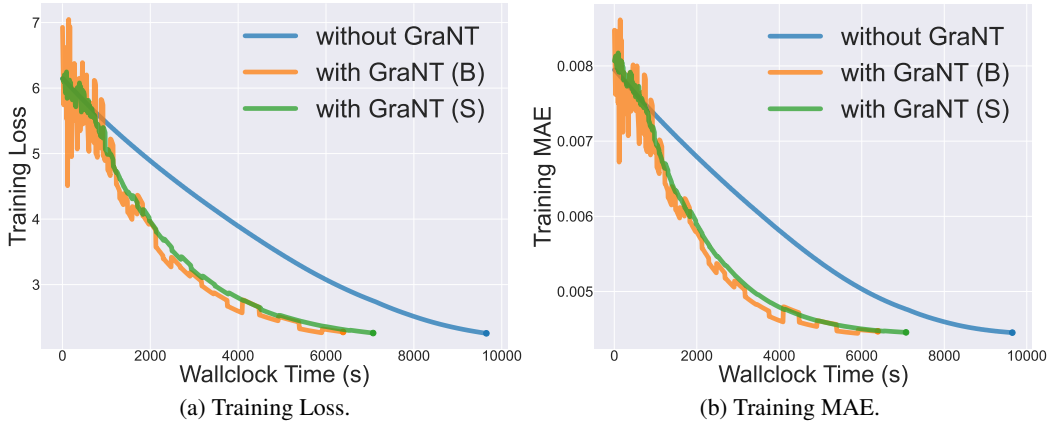 7
6
5
4
3
0
2000
4000
6000
8000
10000
Training Loss
Wallclock Time (s)
without GraNT
with GraNT (B)
with GraNT (S)
(a) Training Loss.
0.008
0.007
0.006
0.005
0
2000
4000
6000
8000
10000
Training MAE
Wallclock Time (s)
without GraNT
with GraNT (B)
with GraNT (S)
(b) Training MAE.